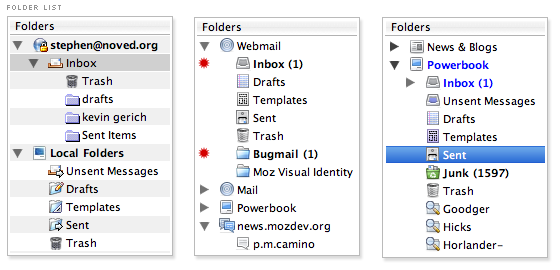 FOLDER LIST
Folders
stephen@noved.org
Inbox
Trash
drafts
kevin gerich
Sent Items
Local Folders
Unsent Messages
Drafts
Templates
Sent
Trash
Folders
Webmail
Inbox (1)
Drafts
Templates
Sent
Trash
Bugmail (1)
Moz Visual Identity
Mail
Powerbook
news.mozdev.org
p.m.camino
Folders
News & Blogs
Powerbook
Inbox (1)
Unsent Messages
Drafts
Templates
Sent
Junk (1597)
Trash
Goodger
Hicks
Horlander-